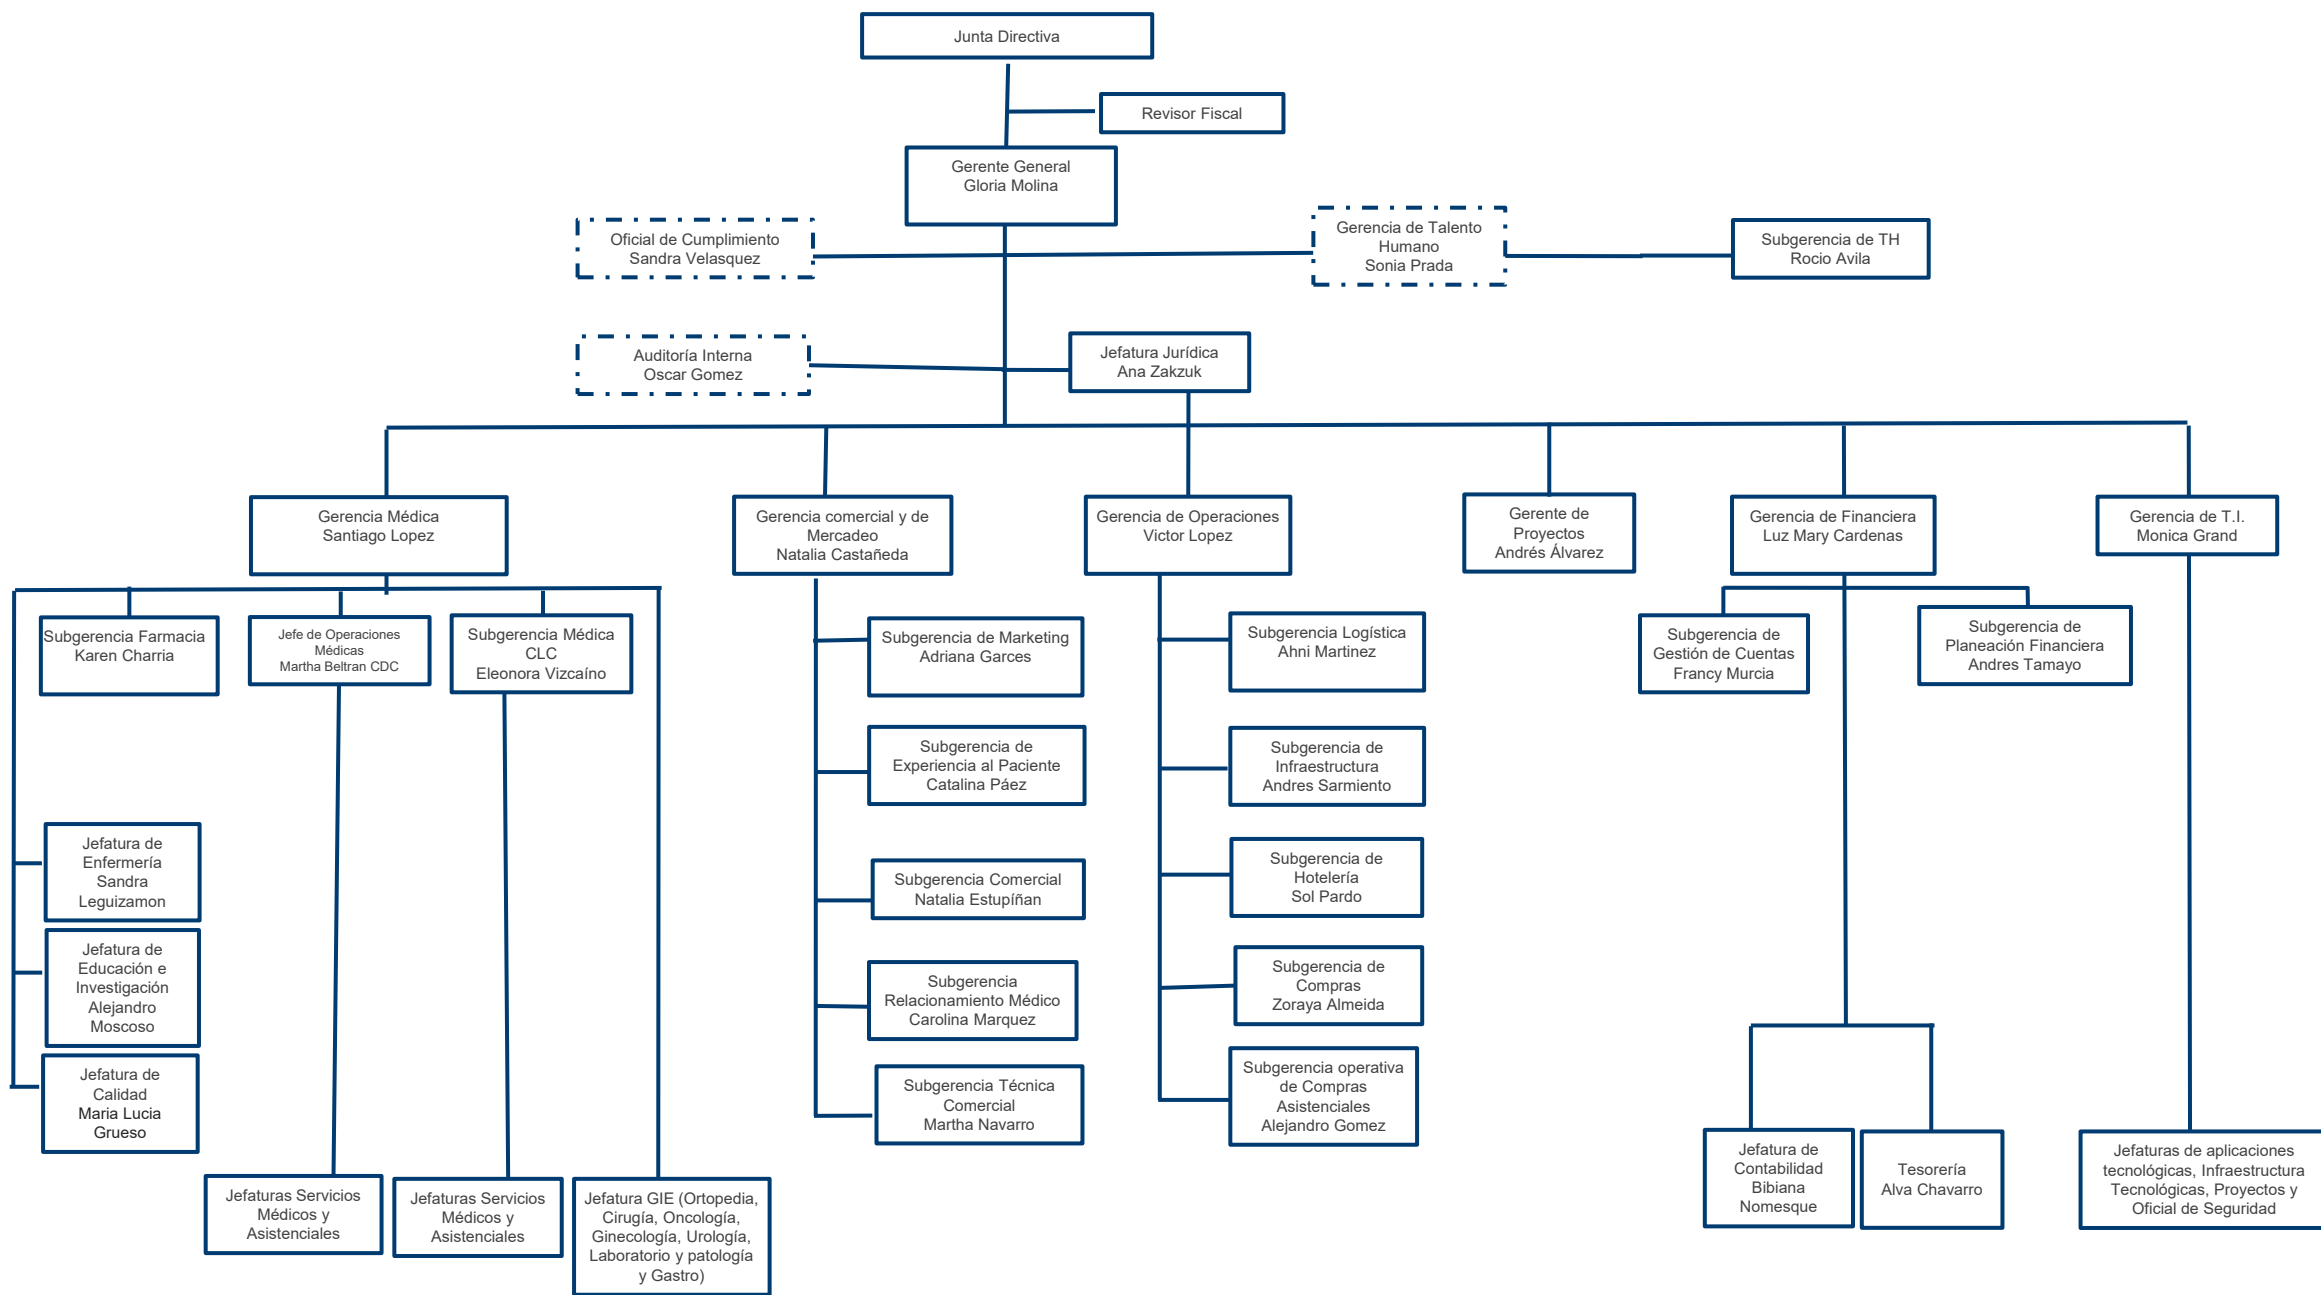 Junta Directiva
Revisor Fiscal
Gerente General
Gloria Molina
Oficial de Cumplimiento
Sandra Velasquez
Gerencia de Talento
Humano
Sonia Prada
Subgerencia de TH
Rocio Avila
Auditoría Interna
Oscar Gomez
Jefatura Jurídica
Ana Zakzuk
Gerencia Médica
Santiago Lopez
Gerencia comercial y de
Mercadeo
Natalia Castañeda
Gerencia de Operaciones
Victor Lopez
Gerente de
Proyectos
Andrés Álvarez
Gerencia de Financiera
Luz Mary Cardenas
Gerencia de T.I.
Monica Grand
Subgerencia Farmacia
Karen Charria
Jefe de Operaciones
Médicas
Martha Beltran CDC
Subgerencia Médica
CLC
Eleonora Vizcaíno
Subgerencia de Marketing
Adriana Garces
Subgerencia Logística
Ahni Martinez
Subgerencia de
Gestión de Cuentas
Francy Murcia
Subgerencia de
Planeación Financiera
Andres Tamayo
Subgerencia de
Experiencia al Paciente
Catalina Páez
Subgerencia de
Infraestructura
Andres Sarmiento
Jefatura de
Enfermería
Sandra
Leguizamon
Subgerencia Comercial
Natalia Estupíñan
Subgerencia de
Hotelería
Sol Pardo
Jefatura de
Educación e
Investigación
Alejandro
Moscoso
Subgerencia
Relacionamiento Médico
Carolina Marquez
Subgerencia de
Compras
Zoraya Almeida
Jefatura de
Calidad
Maria Lucia
Grueso
Subgerencia Técnica
Comercial
Martha Navarro
Subgerencia operativa
de Compras
Asistenciales
Alejandro Gomez
Jefaturas Servicios
Médicos y
Asistenciales
Jefaturas Servicios
Médicos y
Asistenciales
Jefatura GIE (Ortopedia,
Cirugía, Oncología,
Ginecología, Urología,
Laboratorio y patología
y Gastro)
Jefatura de
Contabilidad
Bibiana
Nomesque
Tesorería
Alva Chavarro
Jefaturas de aplicaciones
tecnológicas, Infraestructura
Tecnológicas, Proyectos y
Oficial de Seguridad